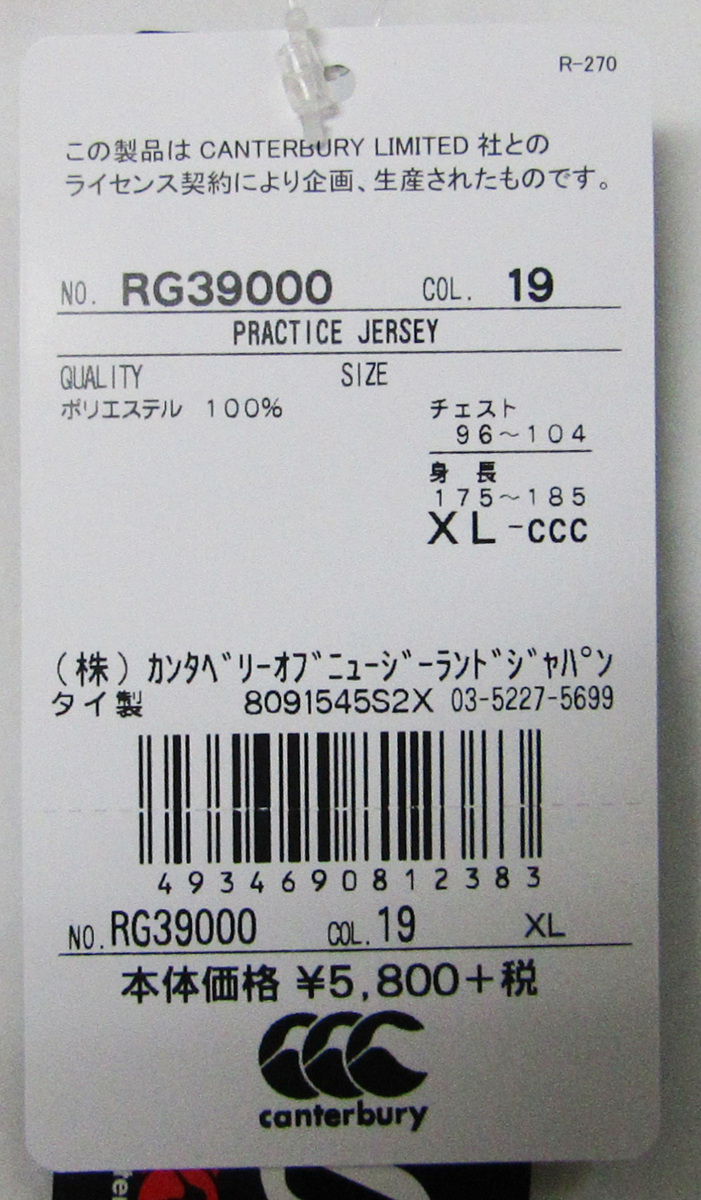 R-270
この製品は CANTERBURY LIMITED 社との
ライセンス契約により企画、生産されたものです。
NO. RG39000 COL. 19
PRACTICE JERSEY
QUALITY SIZE
ポリエステル 100%
チェスト
96～104
身 長
175～185
XL-CCC
(株)ｶﾝﾀﾍﾞﾘｰｵﾌﾞﾆｭｰｼﾞｰﾗﾝﾄﾞｼﾞｬﾊﾟﾝ
タイ製 8091545S2X 03-5227-5699
4934690812383
NO. RG39000 COL. 19 XL
本体価格 ¥5,800+税
canterbury